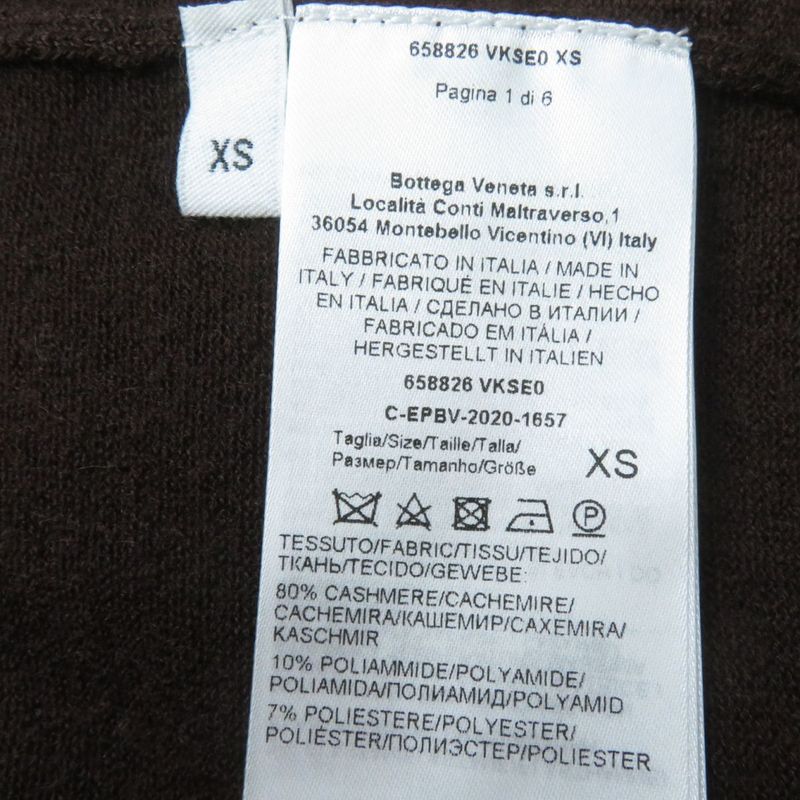 XS
658826 VKSE0 XS
Pagina 1 di 6
Bottega Veneta s.r.l.
Località Conti Maltraverso,1
36054 Montebello Vicentino (VI) Italy
FABBRICATO IN ITALIA / MADE IN
ITALY / FABRIQUÉ EN ITALIE / HECHO
EN ITALIA / СДЕЛАНО В ИТАЛИИ /
FABRICADO EM ITÁLIA /
HERGESTELLT IN ITALIEN
658826 VKSE0
C-EPBV-2020-1657
Taglia/Size/Taille/Talla/
Размер/Tamanho/Größe XS
P
TESSUTO/FABRIC/TISSU/TEJIDO/
ТКАНЬ/TECIDO/GEWEBE:
80% CASHMERE/CACHEMIRE/
CACHEMIRA/КАШЕМИР/CAXEMIRA/
KASCHMIR
10% POLIAMMIDE/POLYAMIDE/
POLIAMIDA/ПОЛИАМИД/POLYAMID
7% POLIESTERE/POLYESTER/
POLIÉSTER/ПОЛИЭСТЕР/POLIESTER